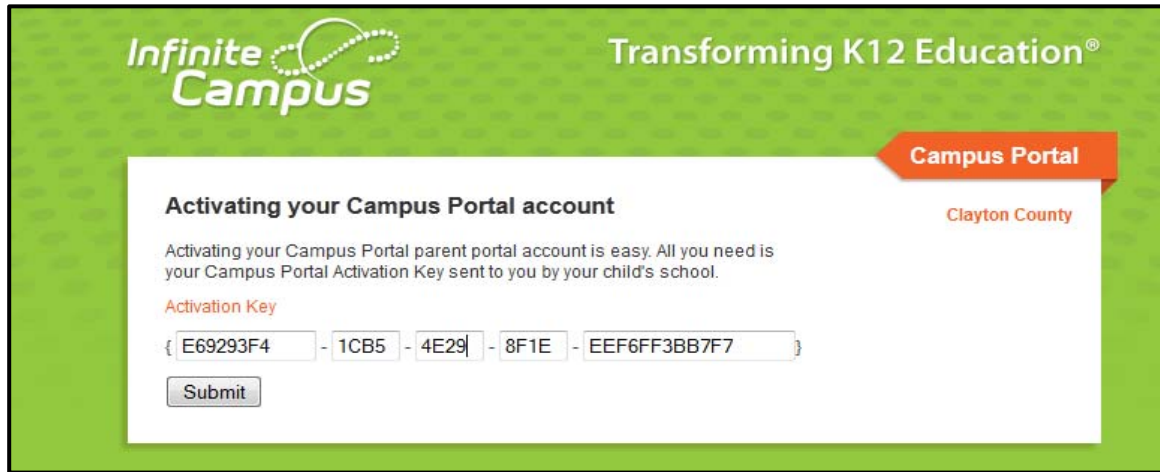 Infinite Campus
Transforming K12 Education®
Campus Portal
Activating your Campus Portal account
Clayton County
Activating your Campus Portal parent portal account is easy. All you need is
your Campus Portal Activation Key sent to you by your child's school.
Activation Key
{ E69293F4 - 1CB5 - 4E29 - 8F1E - EEF6FF3BB7F7 }
Submit